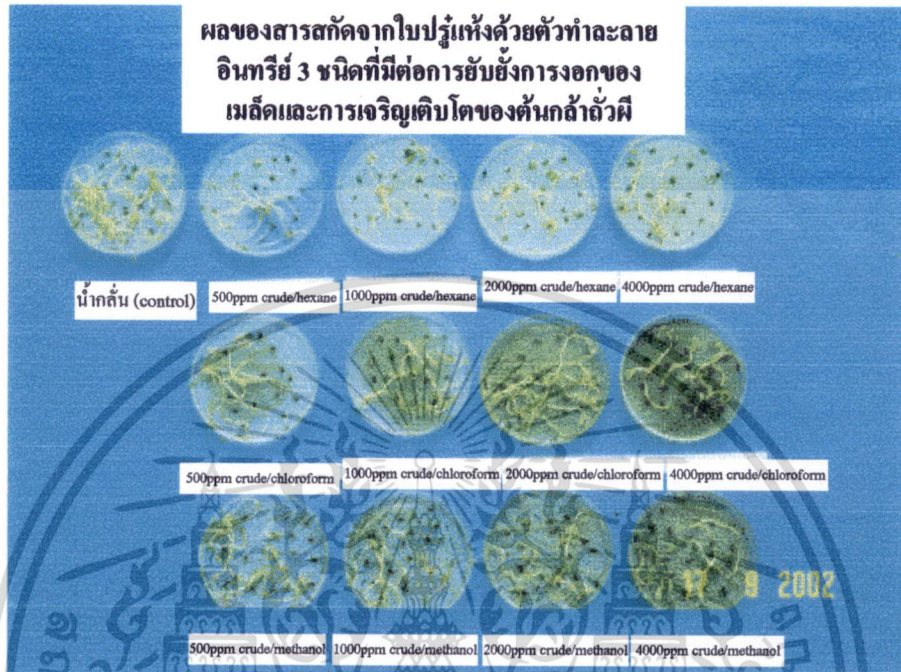 ผลของสารสกัดจากใบปรู๋แห้งด้วยตัวทำละลาย
อินทรีย์ 3 ชนิดที่มีต่อการยับยั้งการงอกของ
เมล็ดและการเจริญเติบโตของต้นกล้าถั่วผี
น้ำกลั่น (control) 500ppm crude/hexane 1000ppm crude/hexane 2000ppm crude/hexane 4000ppm crude/hexane
500ppm crude/chloroform 1000ppm crude/chloroform 2000ppm crude/chloroform 4000ppm crude/chloroform
17 9 2002
500ppm crude/methanol 1000ppm crude/methanol 2000ppm crude/methanol 4000ppm crude/methanol